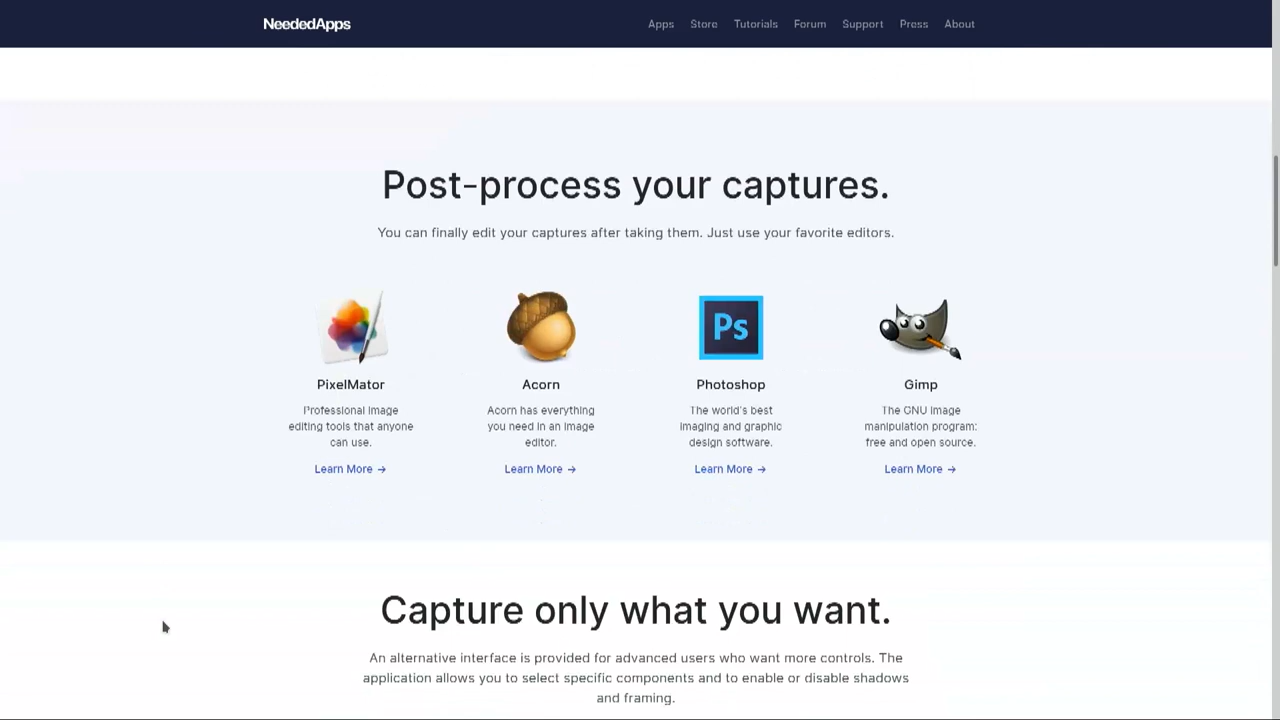 NeededApps
Apps Store Tutorials Forum Support Press About
Post-process your captures.
You can finally edit your captures after taking them. Just use your favorite editors.
PixelMator
Professional image
editing tools that anyone
can use.
Learn More →
Acorn
Acorn has everything
you need in an image
editor.
Learn More →
Ps
Photoshop
The world's best
imaging and graphic
design software.
Learn More →
Gimp
The GNU image
manipulation program:
free and open source.
Learn More →
Capture only what you want.
An alternative interface is provided for advanced users who want more controls. The
application allows you to select specific components and to enable or disable shadows
and framing.